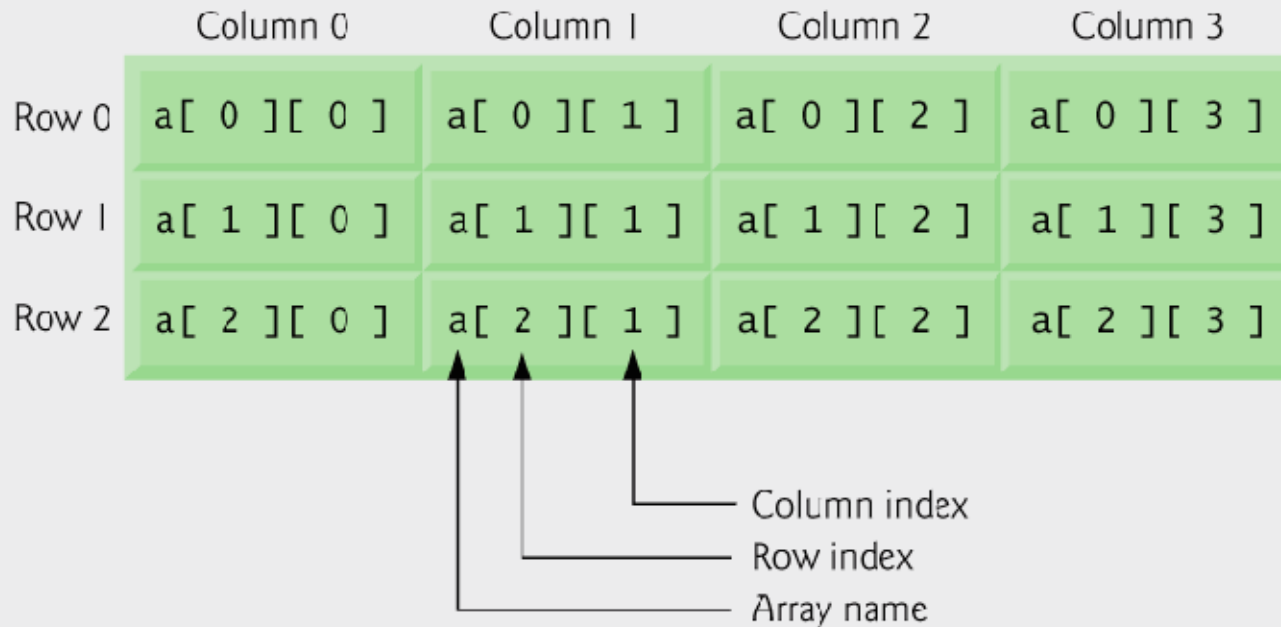 Column 0 Column 1 Column 2 Column 3
Row 0 a[ 0 ][ 0 ] a[ 0 ][ 1 ] a[ 0 ][ 2 ] a[ 0 ][ 3 ]
Row 1 a[ 1 ][ 0 ] a[ 1 ][ 1 ] a[ 1 ][ 2 ] a[ 1 ][ 3 ]
Row 2 a[ 2 ][ 0 ] a[ 2 ][ 1 ] a[ 2 ][ 2 ] a[ 2 ][ 3 ]
Column index
Row index
Array name